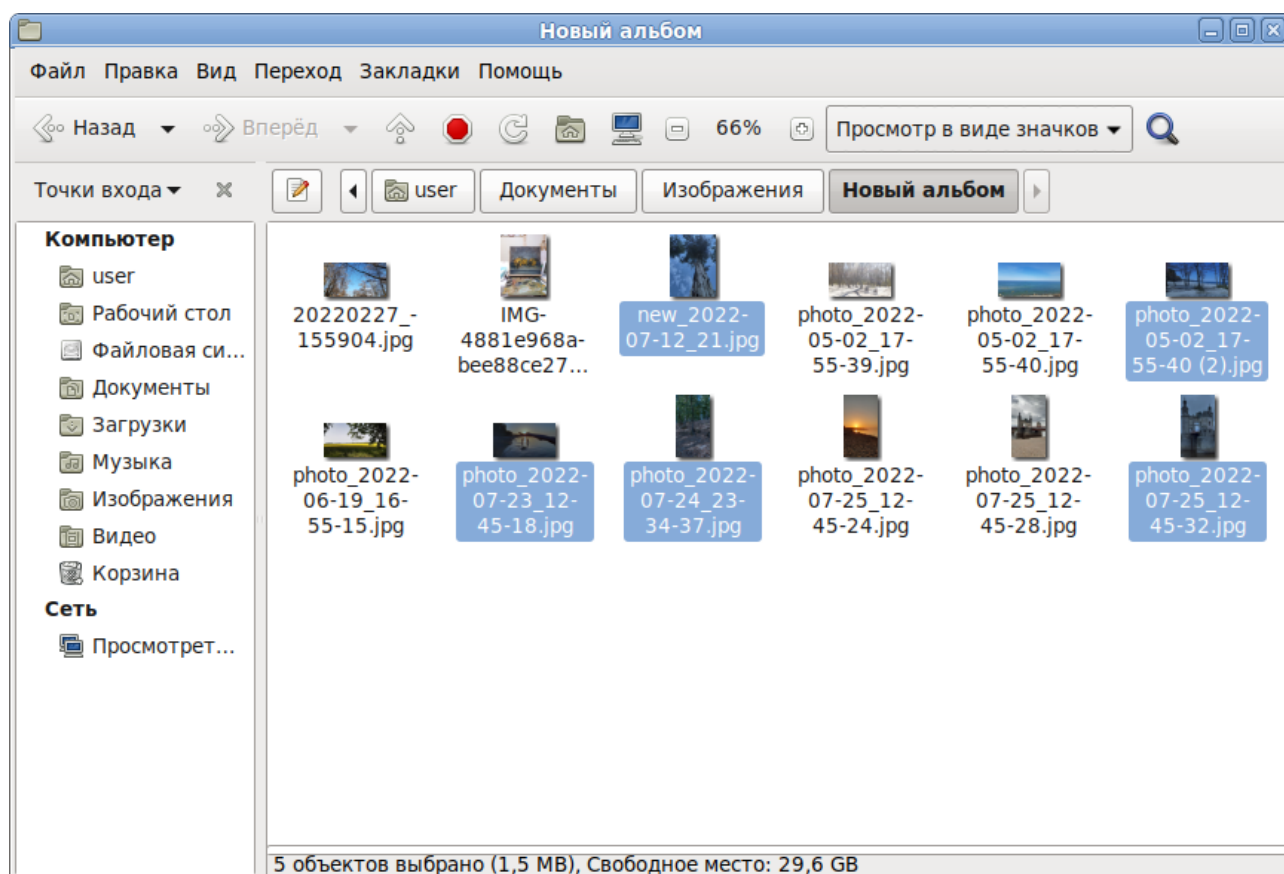 Новый альбом
Файл Правка Вид Переход Закладки Помощь
Назад Вперёд 66% Просмотр в виде значков
Точки входа user Документы Изображения Новый альбом
Компьютер
user
Рабочий стол
Файловая си...
Документы
Загрузки
Музыка
Изображения
Видео
Корзина
Сеть
Просмотрет...
20220227_-
155904.jpg
IMG-
4881e968a-
bee88ce27...
new_2022-
07-12_21.jpg
photo_2022-
05-02_17-
55-39.jpg
photo_2022-
05-02_17-
55-40.jpg
photo_2022-
05-02_17-
55-40 (2).jpg
photo_2022-
06-19_16-
55-15.jpg
photo_2022-
07-23_12-
45-18.jpg
photo_2022-
07-24_23-
34-37.jpg
photo_2022-
07-25_12-
45-24.jpg
photo_2022-
07-25_12-
45-28.jpg
photo_2022-
07-25_12-
45-32.jpg
5 объектов выбрано (1,5 MB), Свободное место: 29,6 GB